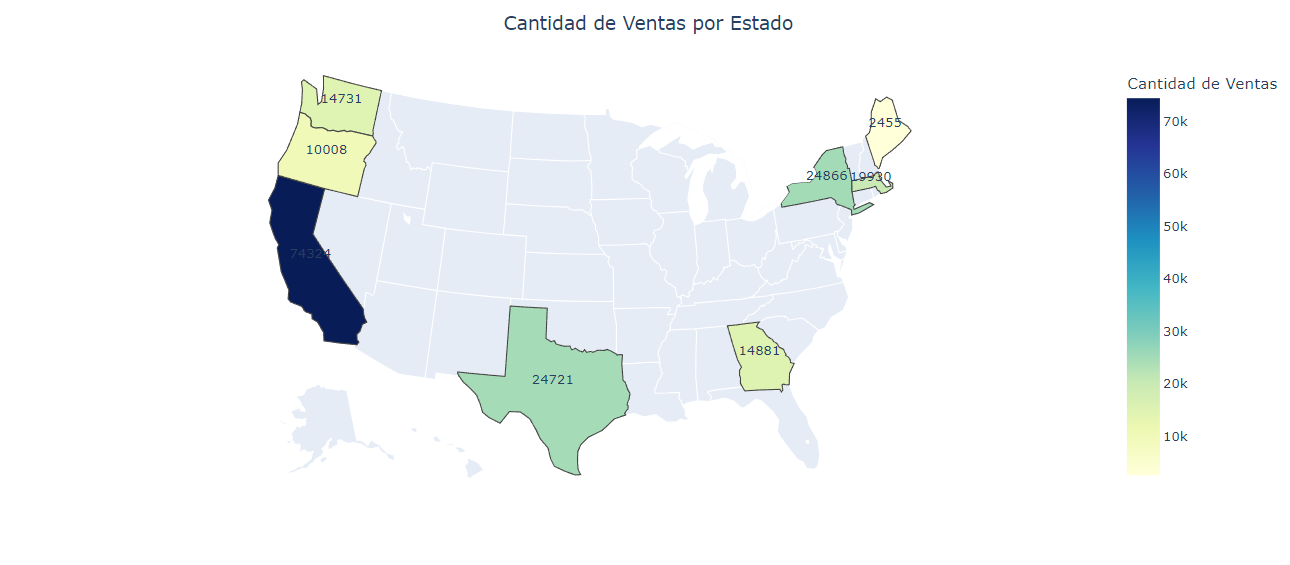 Cantidad de Ventas por Estado
Cantidad de Ventas
14731
2455
10008
24866
19930
74324
14881
24721
70k
60k
50k
40k
30k
20k
10k